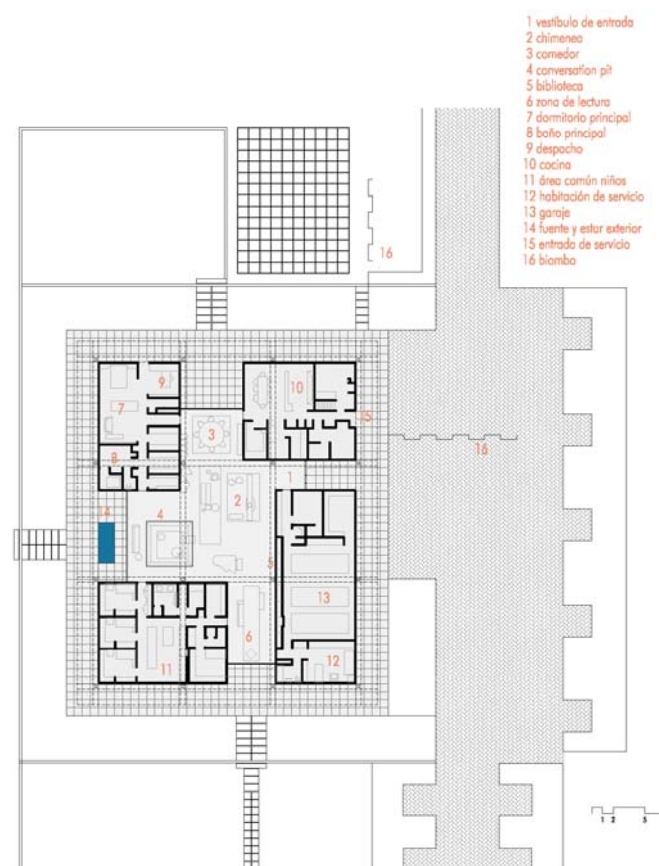 1 vestíbulo de entrada
2 chimenea
3 comedor
4 conversation pit
5 biblioteca
6 zona de lectura
7 dormitorio principal
8 baño principal
9 despacho
10 cocina
11 área común niños
12 habitación de servicio
13 garaje
14 fuente y estar exterior
15 entrada de servicio
16 biombo
16
9
10
7
15
3
16
8
1
2
14
4
5
13
6
12
11
1 2 5